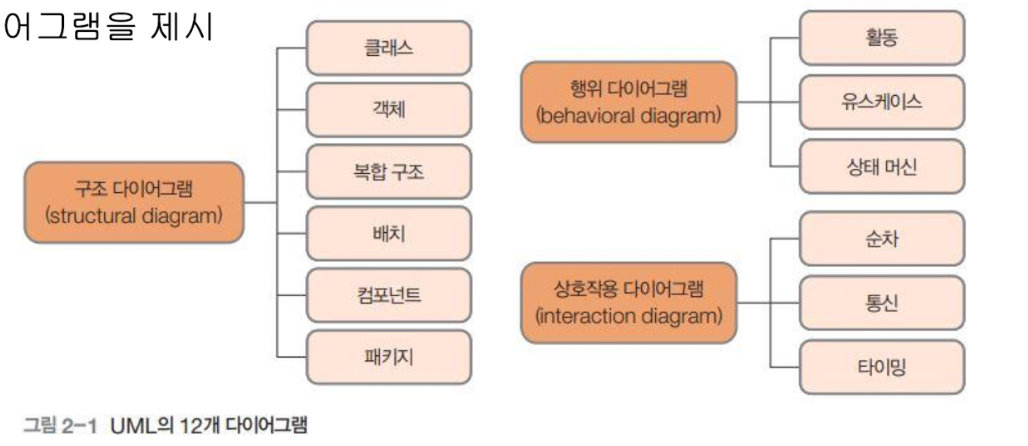 어그램을 제시
구조 다이어그램
(structural diagram)
클래스
객체
복합 구조
배치
컴포넌트
패키지
행위 다이어그램
(behavioral diagram)
활동
유스케이스
상태 머신
상호작용 다이어그램
(interaction diagram)
순차
통신
타이밍
그림 2-1 UML의 12개 다이어그램